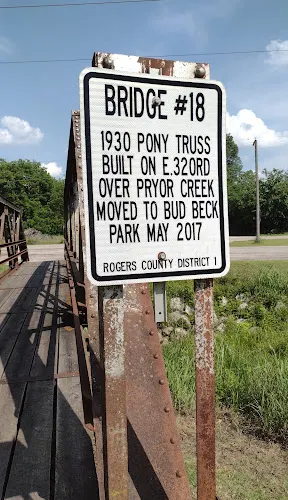 BRIDGE #18
1930 PONY TRUSS
BUILT ON E.320RD
OVER PRYOR CREEK
MOVED TO BUD BECK
PARK MAY 2017
ROGERS COUNTY DISTRICT 1